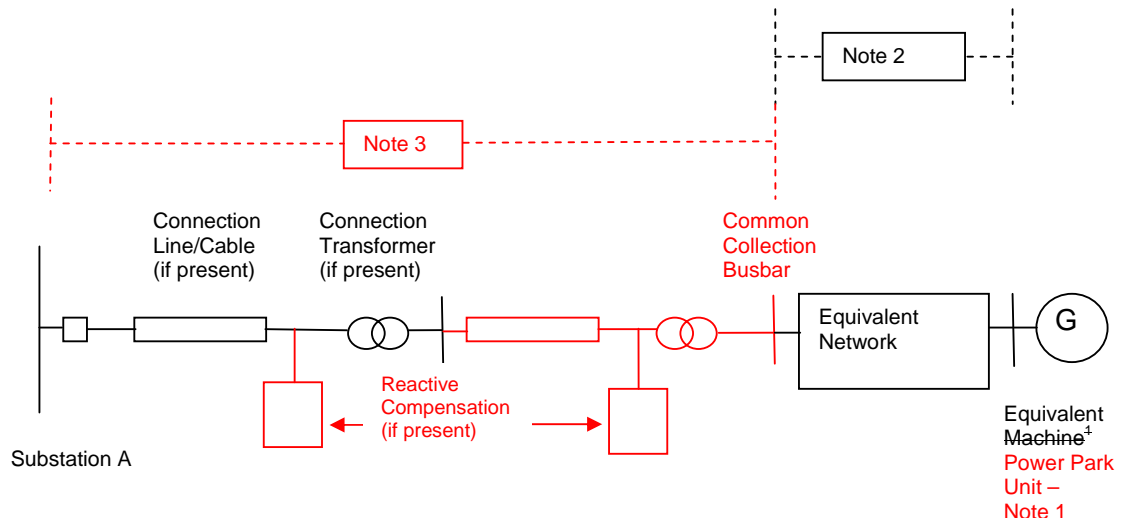 Note 2
Note 3
Connection
Line/Cable
(if present)
Connection
Transformer
(if present)
Common
Collection
Busbar
Equivalent
Network
G
Reactive
Compensation
(if present)
Substation A
Equivalent
Machine¹
Power Park
Unit –
Note 1